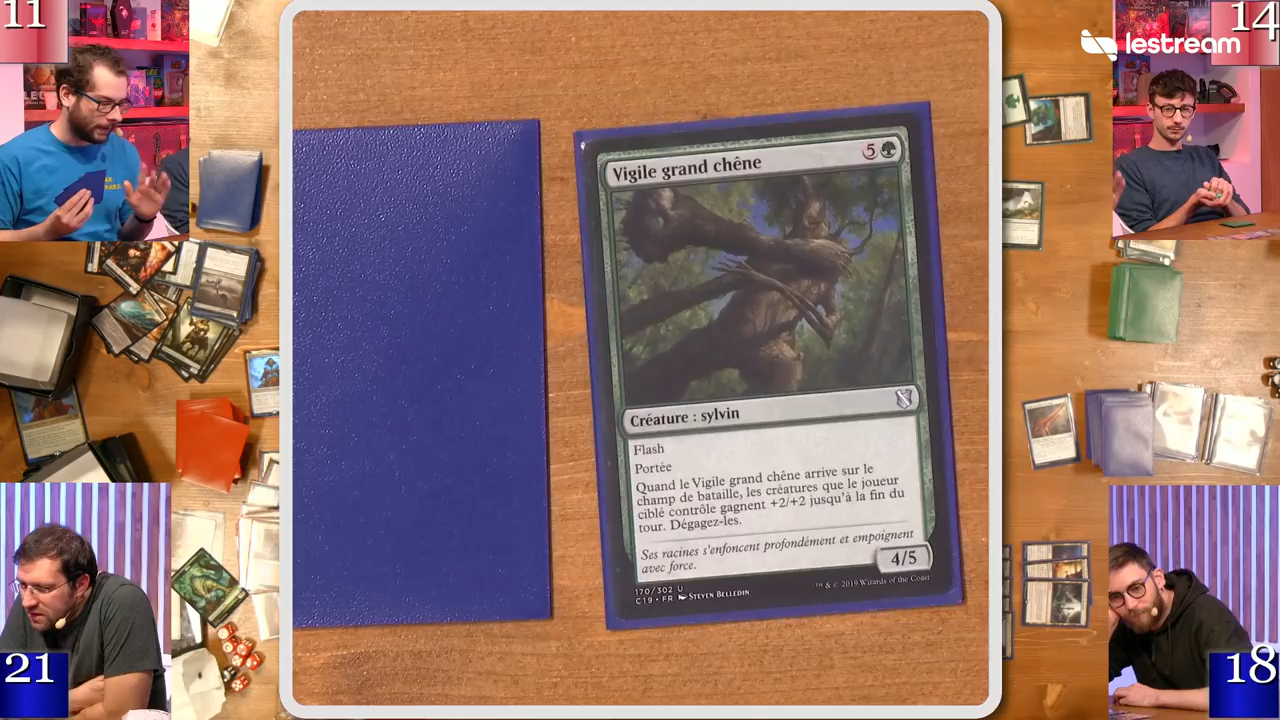 11
14
lestream
Vigile grand chêne
5
Créature : sylvin
Flash
Portée
Quand le Vigile grand chêne arrive sur le
champ de bataille, les créatures que le joueur
ciblé contrôle gagnent +2/+2 jusqu'à la fin du
tour. Dégagez-les.
Ses racines s'enfoncent profondément et empoignent
avec force.
4/5
170/302 U
C19 • FR Steven Belledin
™ & © 2019 Wizards of the Coast
21
18